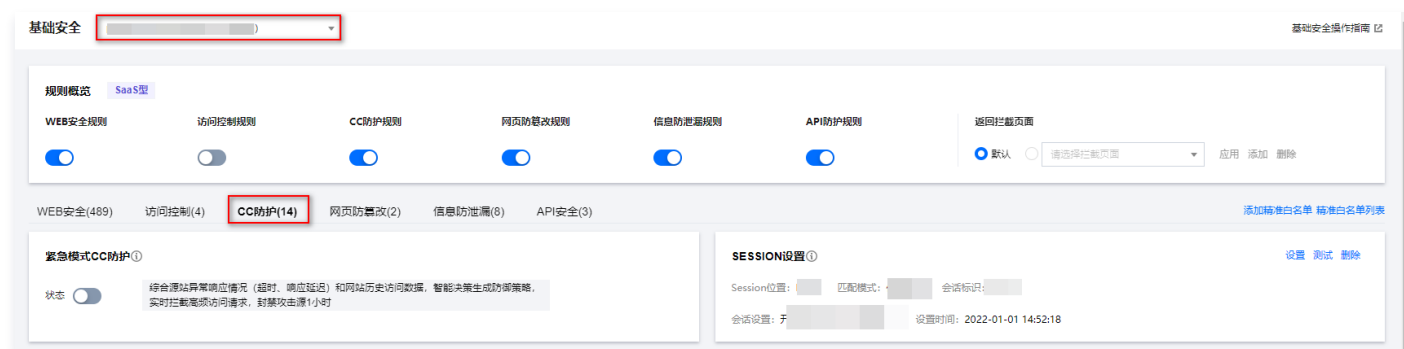 基础安全 )
基础安全操作指南
规则概览 SaaS型
WEB安全规则 访问控制规则 CC防护规则 网页防篡改规则 信息防泄漏规则 API防护规则 返回拦截页面
默认 请选择拦截页面 应用 添加 删除
WEB安全(489) 访问控制(4) CC防护(14) 网页防篡改(2) 信息防泄漏(8) API安全(3) 添加精准白名单 精准白名单列表
紧急模式CC防护
状态 综合源站异常响应情况（超时、响应延迟）和网站历史访问数据，智能决策生成防御策略，
实时拦截高频访问请求，封禁攻击源1小时
SESSION设置 设置 测试 删除
Session位置： 匹配模式： 会话标识：
会话设置：开 设置时间：2022-01-01 14:52:18